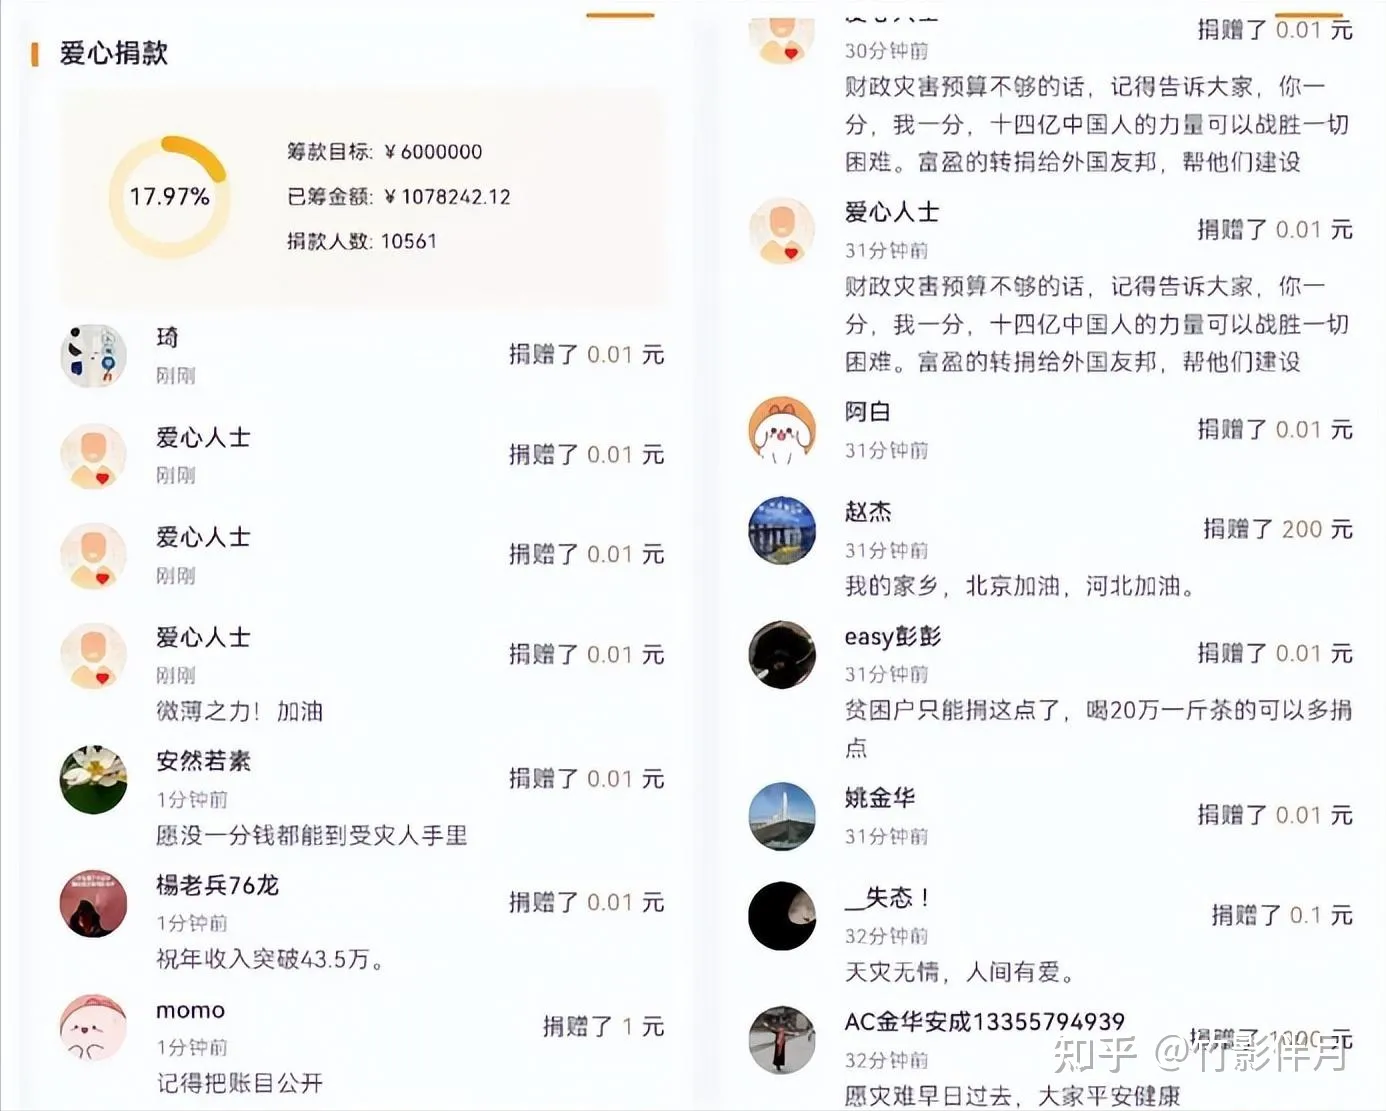 爱心捐款
17.97%
筹款目标: ¥6000000
已筹金额: ¥1078242.12
捐款人数: 10561
琦
刚刚
捐赠了 0.01 元
爱心人士
刚刚
捐赠了 0.01 元
爱心人士
刚刚
捐赠了 0.01 元
爱心人士
刚刚
捐赠了 0.01 元
微薄之力！加油
安然若素
1分钟前
捐赠了 0.01 元
愿没一分钱都能到受灾人手里
楊老兵76龙
1分钟前
捐赠了 0.01 元
祝年收入突破43.5万。
momo
1分钟前
捐赠了 1 元
记得把账目公开
爱心人士
30分钟前
捐赠了 0.01 元
财政灾害预算不够的话，记得告诉大家，你一
分，我一分，十四亿中国人的力量可以战胜一切
困难。富盈的转捐给外国友邦，帮他们建设
爱心人士
31分钟前
捐赠了 0.01 元
财政灾害预算不够的话，记得告诉大家，你一
分，我一分，十四亿中国人的力量可以战胜一切
困难。富盈的转捐给外国友邦，帮他们建设
阿白
31分钟前
捐赠了 0.01 元
赵杰
31分钟前
捐赠了 200 元
我的家乡，北京加油，河北加油。
easy彭彭
31分钟前
捐赠了 0.01 元
贫困户只能捐这点了，喝20万一斤茶的可以多捐
点
姚金华
31分钟前
捐赠了 0.01 元
__失态！
32分钟前
捐赠了 0.1 元
天灾无情，人间有爱。
AC金华安成13355794939
32分钟前
捐赠了 1000 元
愿灾难早日过去，大家平安健康
知乎 @竹影伴月